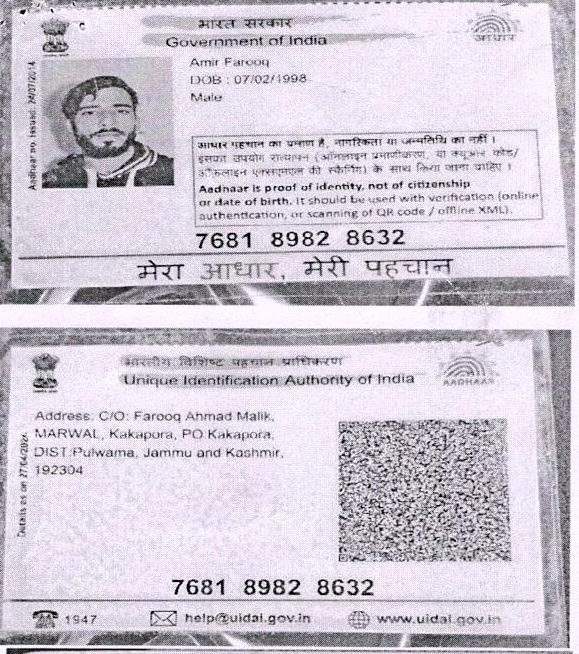 भारत सरकार
Government of India
आधार
Aadhaar no. issued: 24/07/2014
Amir Farooq
DOB : 07/02/1998
Male
आधार पहचान का प्रमाण है, नागरिकता या जन्मतिथि का नहीं ।
इसका उपयोग सत्यापन (ऑनलाइन प्रमाणीकरण, या क्यूआर कोड/
ऑफ़लाइन एक्सएमएल की स्कैनिंग) के साथ किया जाना चाहिए ।
Aadhaar is proof of identity, not of citizenship
or date of birth. It should be used with verification (online
authentication, or scanning of QR code / offline XML).
7681 8982 8632
मेरा आधार, मेरी पहचान
भारतीय विशिष्ट पहचान प्राधिकरण
Unique Identification Authority of India
AADHAAR
Details as on 27/04/2024
Address: C/O: Farooq Ahmad Malik,
MARWAL, Kakapora, PO:Kakapora,
DIST:Pulwama, Jammu and Kashmir,
192304
7681 8982 8632
1947
help@uidai.gov.in
www.uidai.gov.in